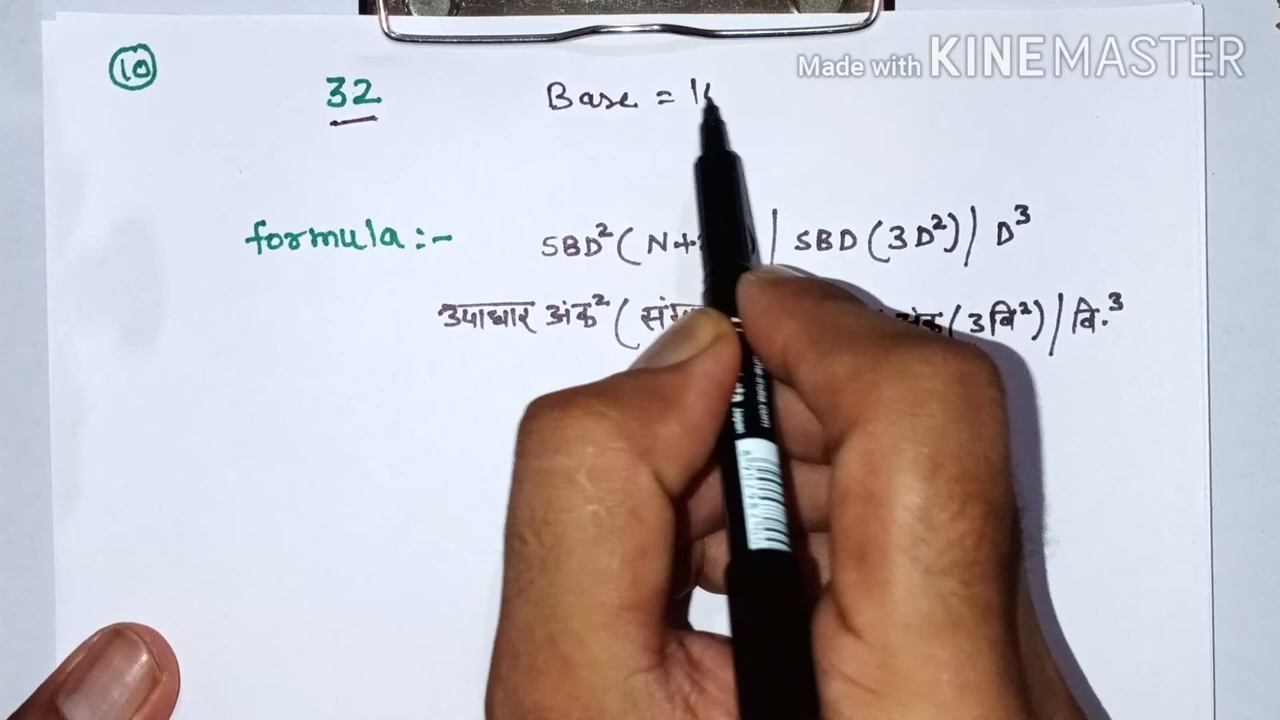 Made with KINEMASTER
10
32 Base = 1
formula :- SBD² ( N+ | SBD (3D²) | D³
उपाधार अंक² ( अंक (3वि²) | वि.³